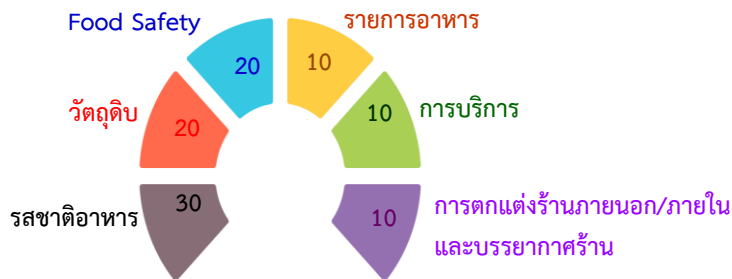 Food Safety
รายการอาหาร
20
10
วัตถุดิบ
20
10
การบริการ
รสชาติอาหาร
30
10
การตกแต่งร้านภายนอก/ภายใน
และบรรยากาศร้าน